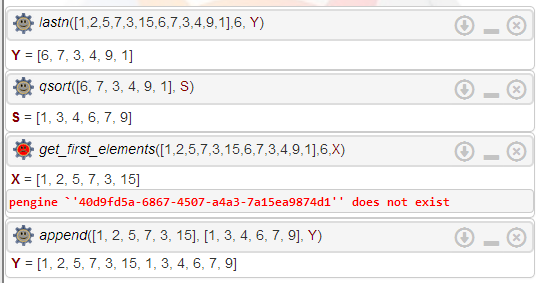 lastn([1,2,5,7,3,15,6,7,3,4,9,1],6, Y)
Y = [6, 7, 3, 4, 9, 1]
qsort([6, 7, 3, 4, 9, 1], S)
S = [1, 3, 4, 6, 7, 9]
get_first_elements([1,2,5,7,3,15,6,7,3,4,9,1],6,X)
X = [1, 2, 5, 7, 3, 15]
pengine `'40d9fd5a-6867-4507-a4a3-7a15ea9874d1'' does not exist
append([1, 2, 5, 7, 3, 15], [1, 3, 4, 6, 7, 9], Y)
Y = [1, 2, 5, 7, 3, 15, 1, 3, 4, 6, 7, 9]